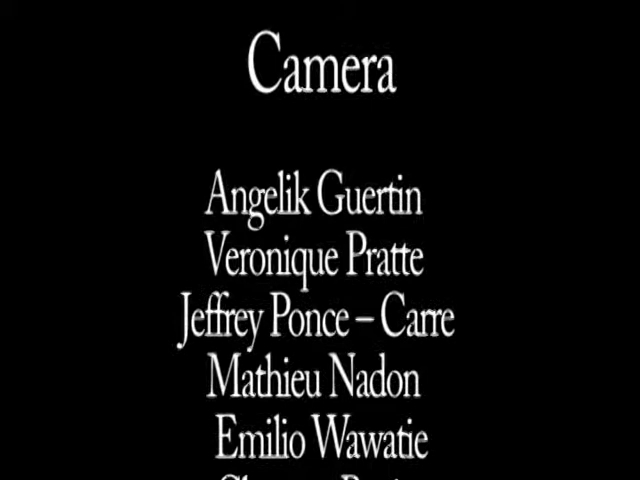 Camera
Angelik Guertin
Veronique Pratte
Jeffrey Ponce – Carre
Mathieu Nadon
Emilio Wawatie